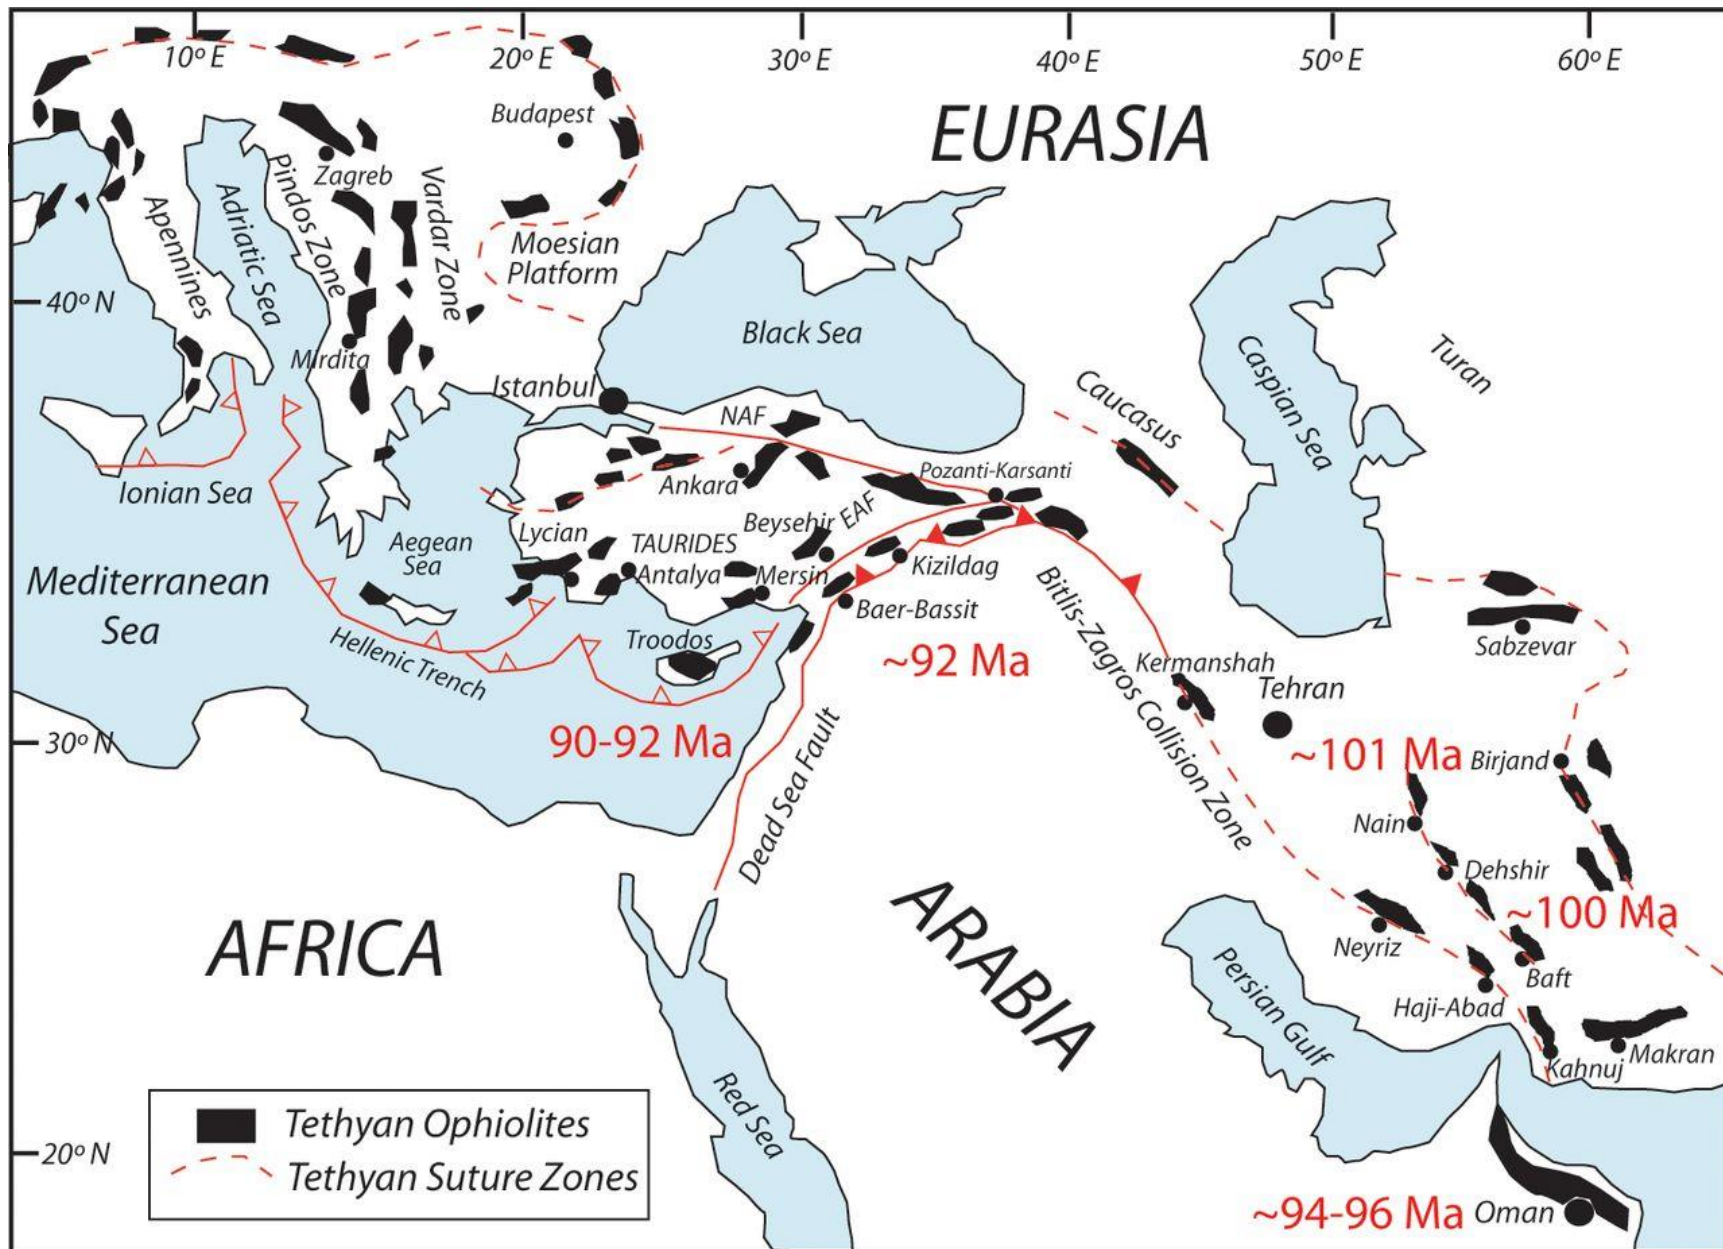 10° E
20° E
30° E
40° E
50° E
60° E
EURASIA
Budapest
Zagreb
Pindos Zone
Vardar Zone
Adriatic Sea
Apennines
Moesian
Platform
40° N
Black Sea
Mirdita
Istanbul
Caspian Sea
Turan
Caucasus
NAF
Ionian Sea
Ankara
Pozanti-Karsanti
Lycian
Beysehir
EAF
Aegean
Sea
TAURIDES
Antalya
Mersin
Kizildag
Mediterranean
Sea
Baer-Bassit
Hellenic Trench
Troodos
~92 Ma
Bitlis-Zagros Collision Zone
Kermanshah
Tehran
Sabzevar
30° N
90-92 Ma
Dead Sea Fault
~101 Ma
Birjand
Nain
Dehshir
AFRICA
ARABIA
~100 Ma
Neyriz
Baft
Haji-Abad
Persian Gulf
Kahnuj
Makran
Red Sea
Tethyan Ophiolites
20° N
Tethyan Suture Zones
~94-96 Ma
Oman